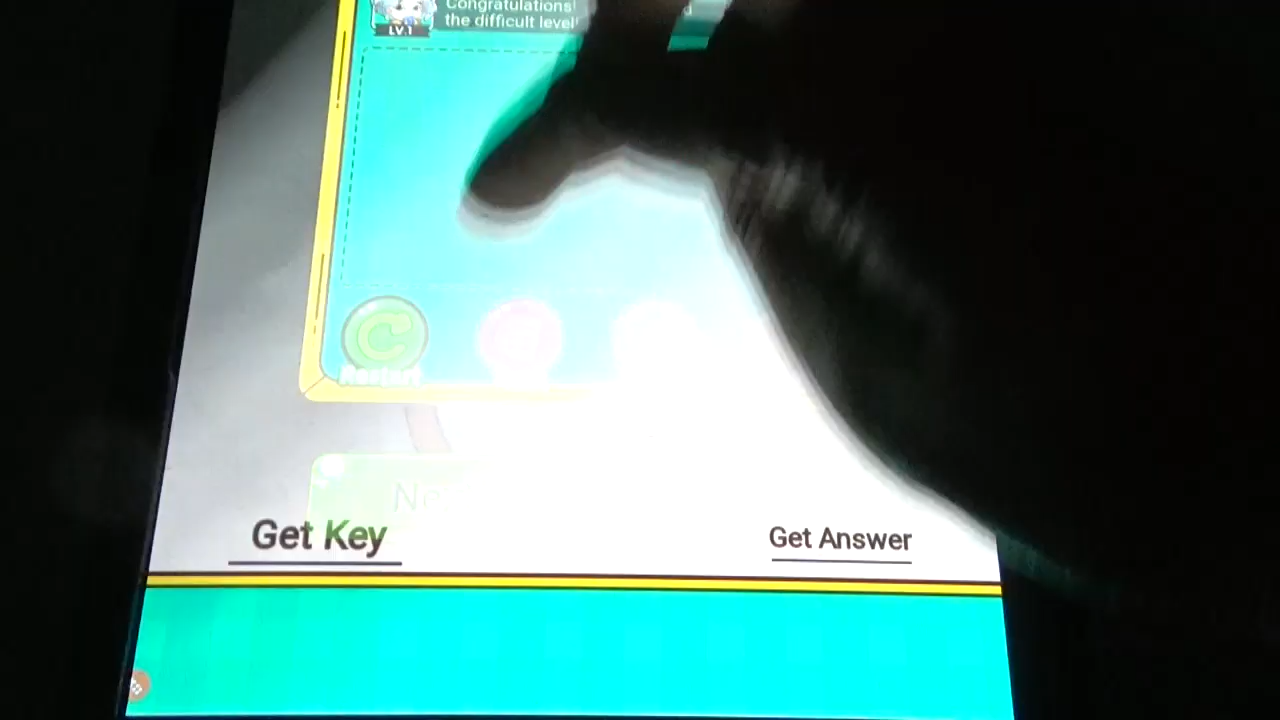 Congratulations!
the difficult level!
LV.1
Restart
Get Key
Get Answer